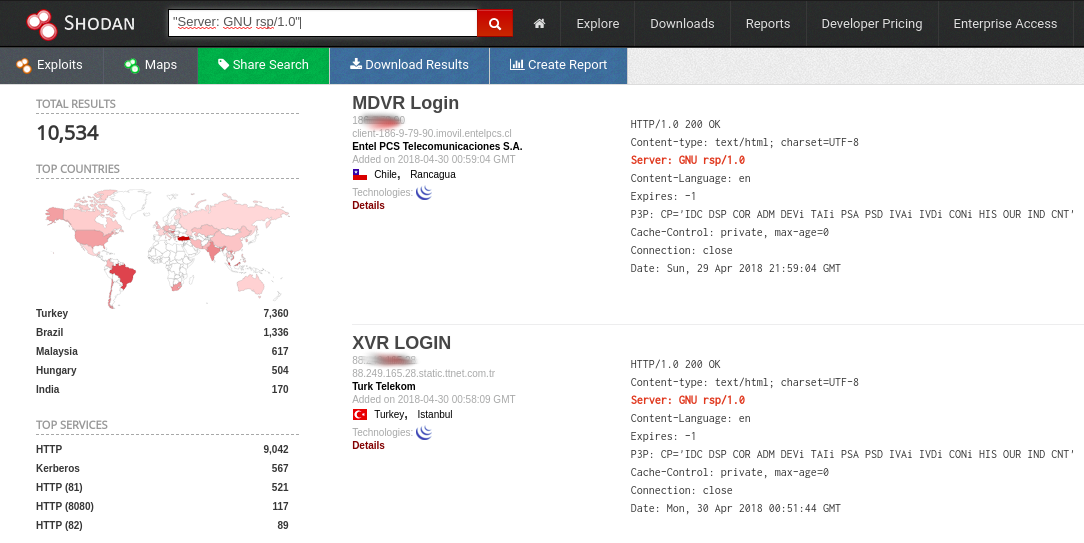 SHODAN
"Server: GNU rsp/1.0"
Explore
Downloads
Reports
Developer Pricing
Enterprise Access
Exploits
Maps
Share Search
Download Results
Create Report
TOTAL RESULTS
10,534
TOP COUNTRIES
Turkey 7,360
Brazil 1,336
Malaysia 617
Hungary 504
India 170
TOP SERVICES
HTTP 9,042
Kerberos 567
HTTP (81) 521
HTTP (8080) 117
HTTP (82) 89
MDVR Login
client-186-9-79-90.imovil.entelpcs.cl
Entel PCS Telecomunicaciones S.A.
Added on 2018-04-30 00:59:04 GMT
Chile, Rancagua
Technologies:
Details
HTTP/1.0 200 OK
Content-type: text/html; charset=UTF-8
Server: GNU rsp/1.0
Content-Language: en
Expires: -1
P3P: CP='IDC DSP COR ADM DEVi TAIi PSA PSD IVAi IVDi CONi HIS OUR IND CNT'
Cache-Control: private, max-age=0
Connection: close
Date: Sun, 29 Apr 2018 21:59:04 GMT
XVR LOGIN
88.249.165.28.static.ttnet.com.tr
Turk Telekom
Added on 2018-04-30 00:58:09 GMT
Turkey, Istanbul
Technologies:
Details
HTTP/1.0 200 OK
Content-type: text/html; charset=UTF-8
Server: GNU rsp/1.0
Content-Language: en
Expires: -1
P3P: CP='IDC DSP COR ADM DEVi TAIi PSA PSD IVAi IVDi CONi HIS OUR IND CNT'
Cache-Control: private, max-age=0
Connection: close
Date: Mon, 30 Apr 2018 00:51:44 GMT